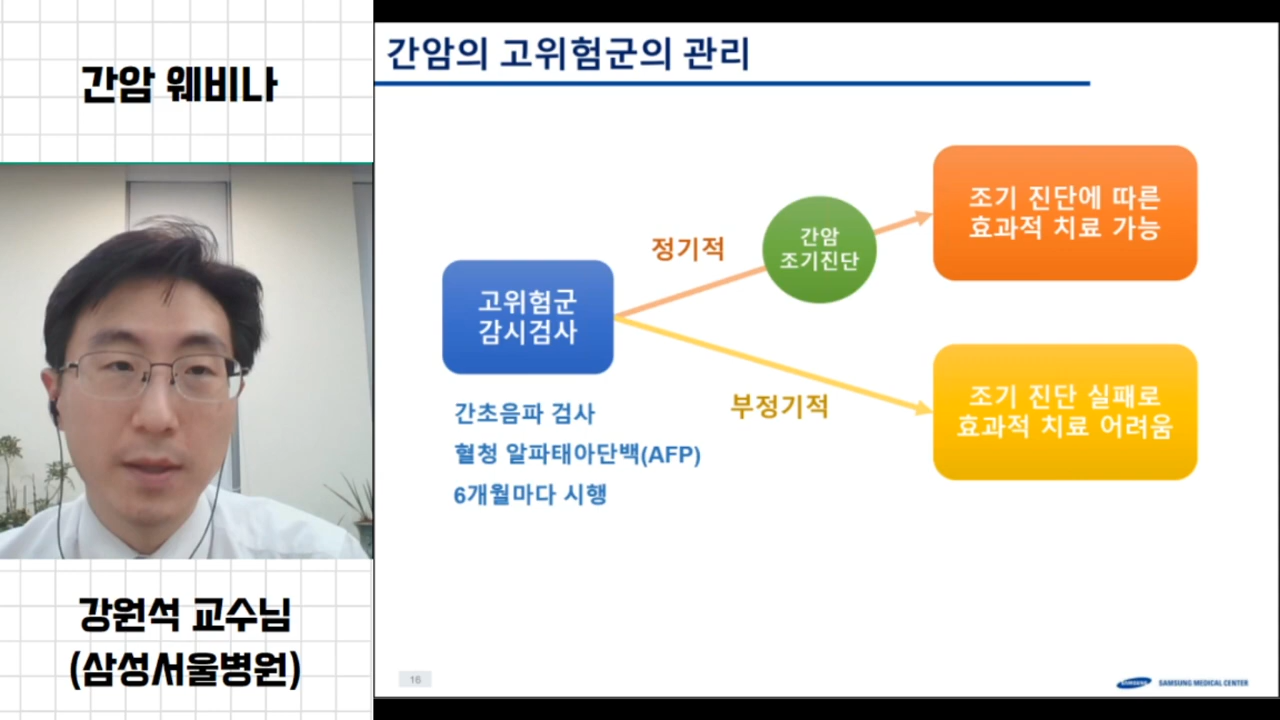 간암 웨비나
강원석 교수님
(삼성서울병원)
간암의 고위험군의 관리
고위험군
감시검사
간초음파 검사
혈청 알파태아단백(AFP)
6개월마다 시행
정기적
간암
조기진단
조기 진단에 따른
효과적 치료 가능
부정기적
조기 진단 실패로
효과적 치료 어려움
16
SAMSUNG SAMSUNG MEDICAL CENTER